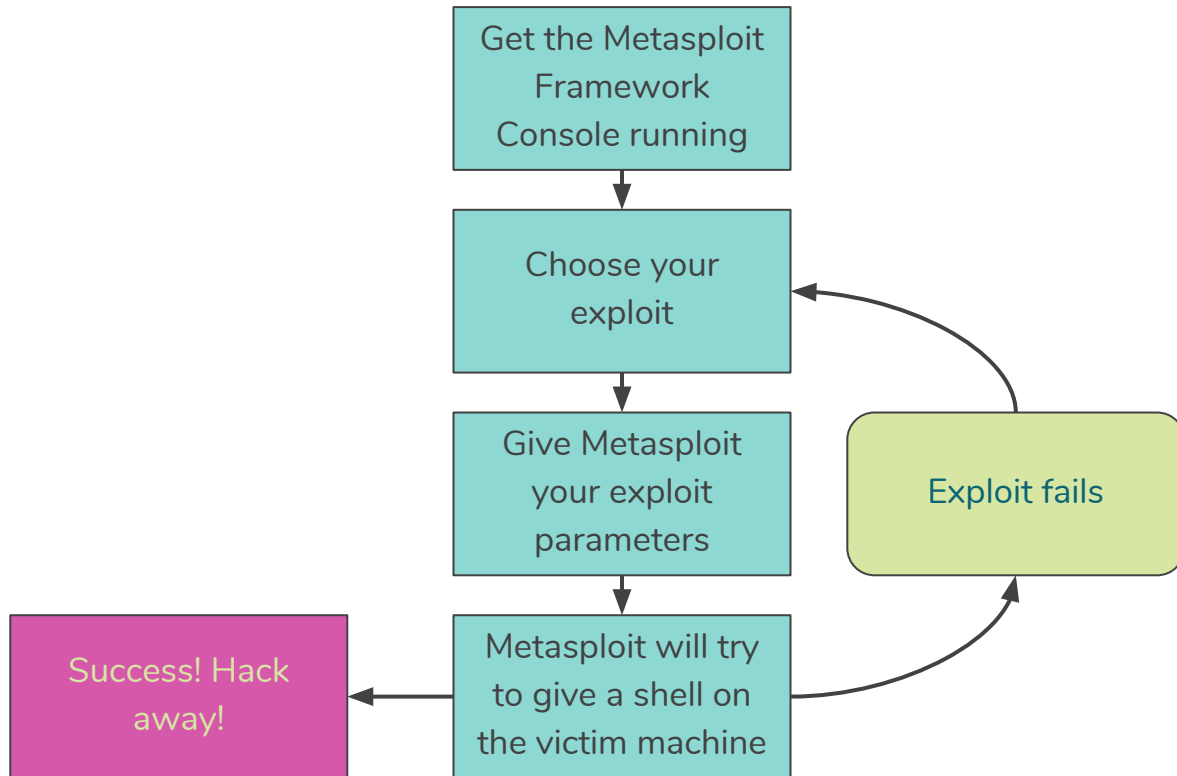 Get the Metasploit
Framework
Console running
Choose your
exploit
Give Metasploit
your exploit
parameters
Exploit fails
Success! Hack
away!
Metasploit will try
to give a shell on
the victim machine